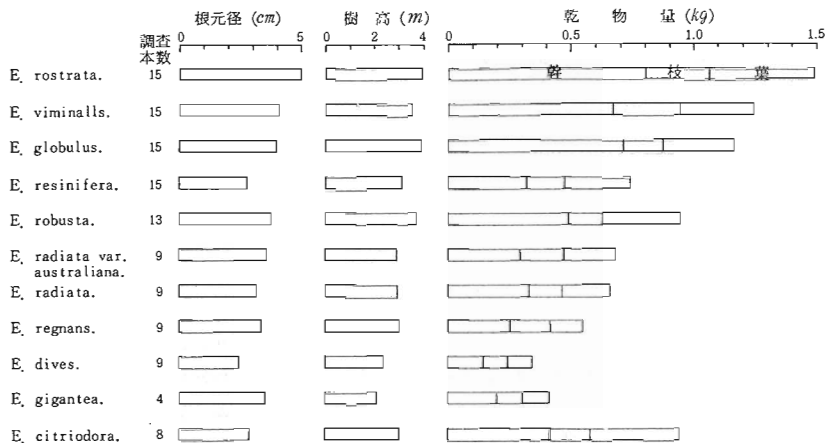 根元径 (cm) 樹高 (m) 乾物量 (kg)
調査本数 0 5 0 2 4 0 0.5 1.0 1.5
E. rostrata. 15 幹 枝 葉
E. viminalls. 15
E. globulus. 15
E. resinifera. 15
E. robusta. 13
E. radiata var. 9
australiana.
E. radiata. 9
E. regnans. 9
E. dives. 9
E. gigantea. 4
E. citriodora. 8